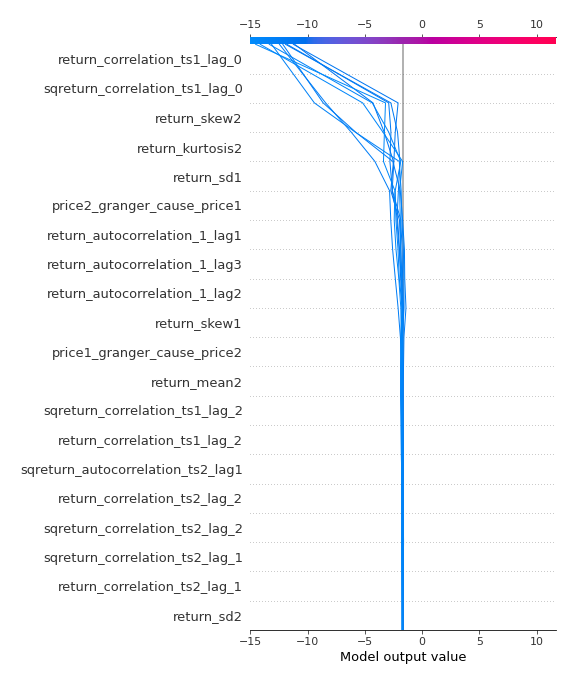 −15 −10 −5 0 5 10
return_correlation_ts1_lag_0
sqreturn_correlation_ts1_lag_0
return_skew2
return_kurtosis2
return_sd1
price2_granger_cause_price1
return_autocorrelation_1_lag1
return_autocorrelation_1_lag3
return_autocorrelation_1_lag2
return_skew1
price1_granger_cause_price2
return_mean2
sqreturn_correlation_ts1_lag_2
return_correlation_ts1_lag_2
sqreturn_autocorrelation_ts2_lag1
return_correlation_ts2_lag_2
sqreturn_correlation_ts2_lag_2
sqreturn_correlation_ts2_lag_1
return_correlation_ts2_lag_1
return_sd2
−15 −10 −5 0 5 10
Model output value